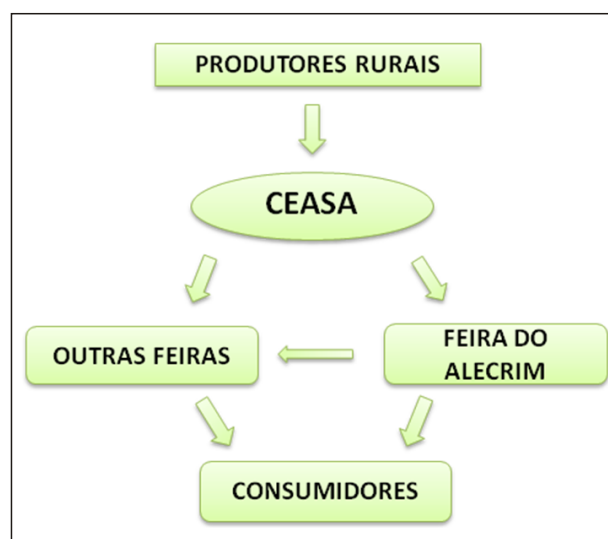 PRODUTORES RURAIS
CEASA
OUTRAS FEIRAS
FEIRA DO
ALECRIM
CONSUMIDORES